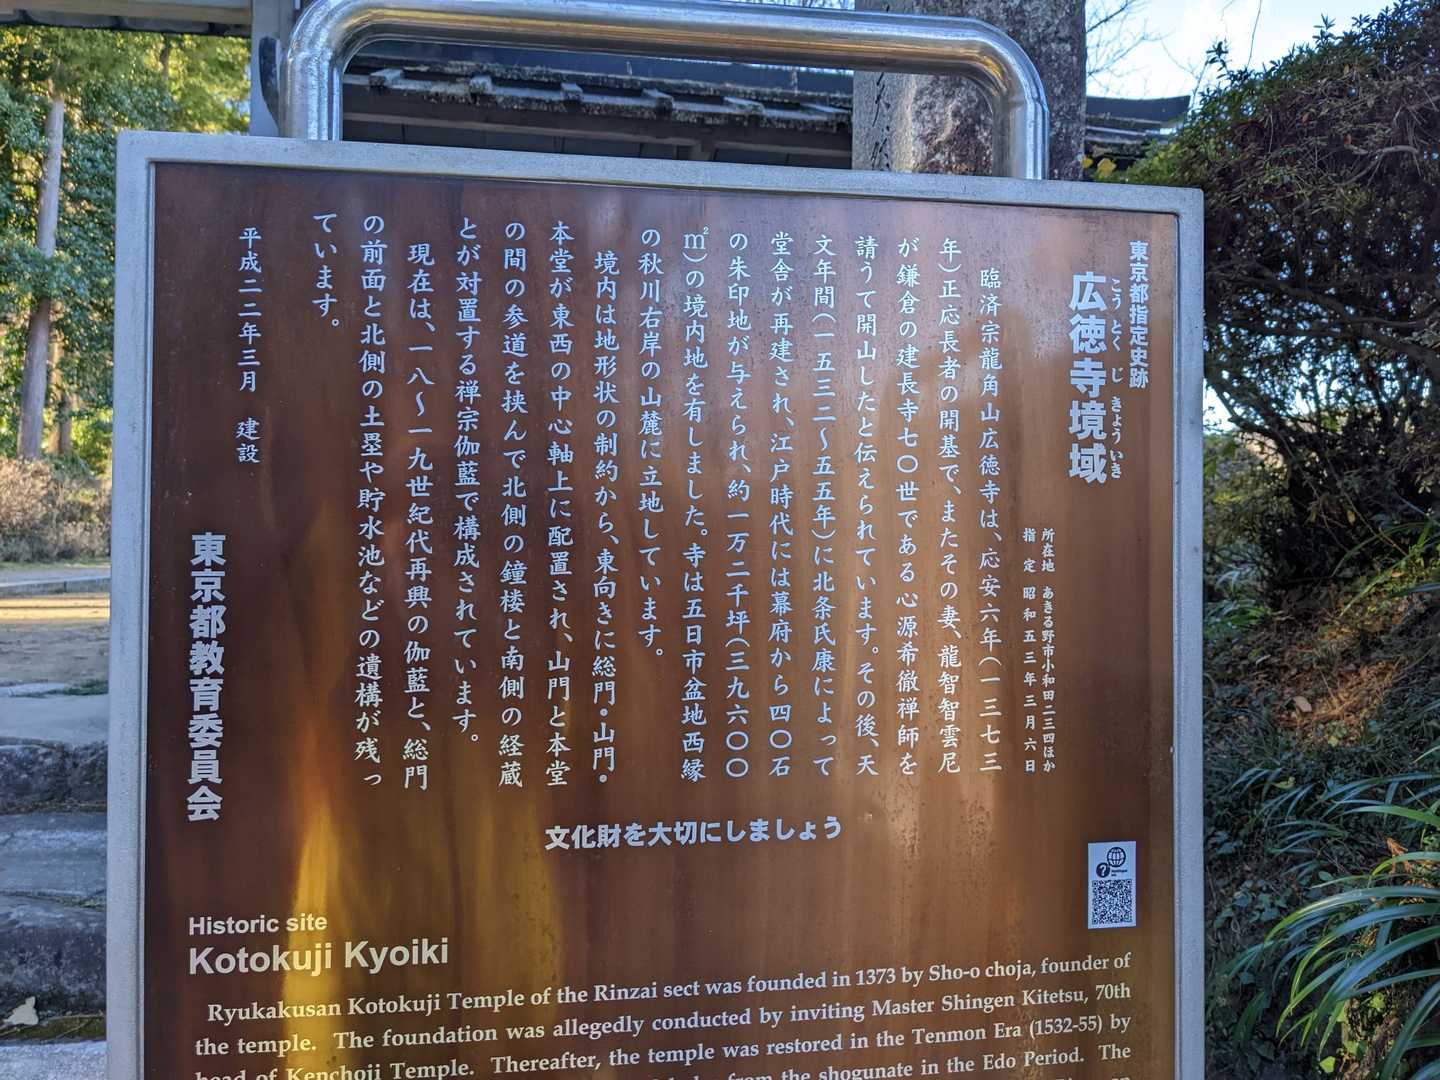 東京都指定史跡
こうとくじきょういき
広徳寺境域
所在地 あきる野市小和田二三四ほか
指定 昭和五三年三月六日
臨済宗龍角山広徳寺は、応安六年(一三七三
年)正応長者の開基で、またその妻、龍智智雲尼
が鎌倉の建長寺七〇世である心源希徹禅師を
請うて開山したと伝えられています。その後、天
文年間(一五三二〜五五年)に北条氏康によって
堂舎が再建され、江戸時代には幕府から四〇石
の朱印地が与えられ、約一万二千坪(三九六〇〇
㎡)の境内地を有しました。寺は五日市盆地西縁
の秋川右岸の山麓に立地しています。
境内は地形状の制約から、東向きに総門・山門・
本堂が東西の中心軸上に配置され、山門と本堂
の間の参道を挟んで北側の鐘楼と南側の経蔵
とが対置する禅宗伽藍で構成されています。
現在は、一八〜一九世紀代再興の伽藍と、総門
の前面と北側の土塁や貯水池などの遺構が残っ
ています。
平成二二年三月 建設
東京都教育委員会
文化財を大切にしましょう
Historic site
Kotokuji Kyoiki
Ryukakusan Kotokuji Temple of the Rinzai sect was founded in 1373 by Sho-o choja, founder of
the temple. The foundation was allegedly conducted by inviting Master Shingen Kitetsu, 70th
head of Kenchoji Temple. Thereafter, the temple was restored in the Tenmon Era (1532-55) by
from the shogunate in the Edo Period. The